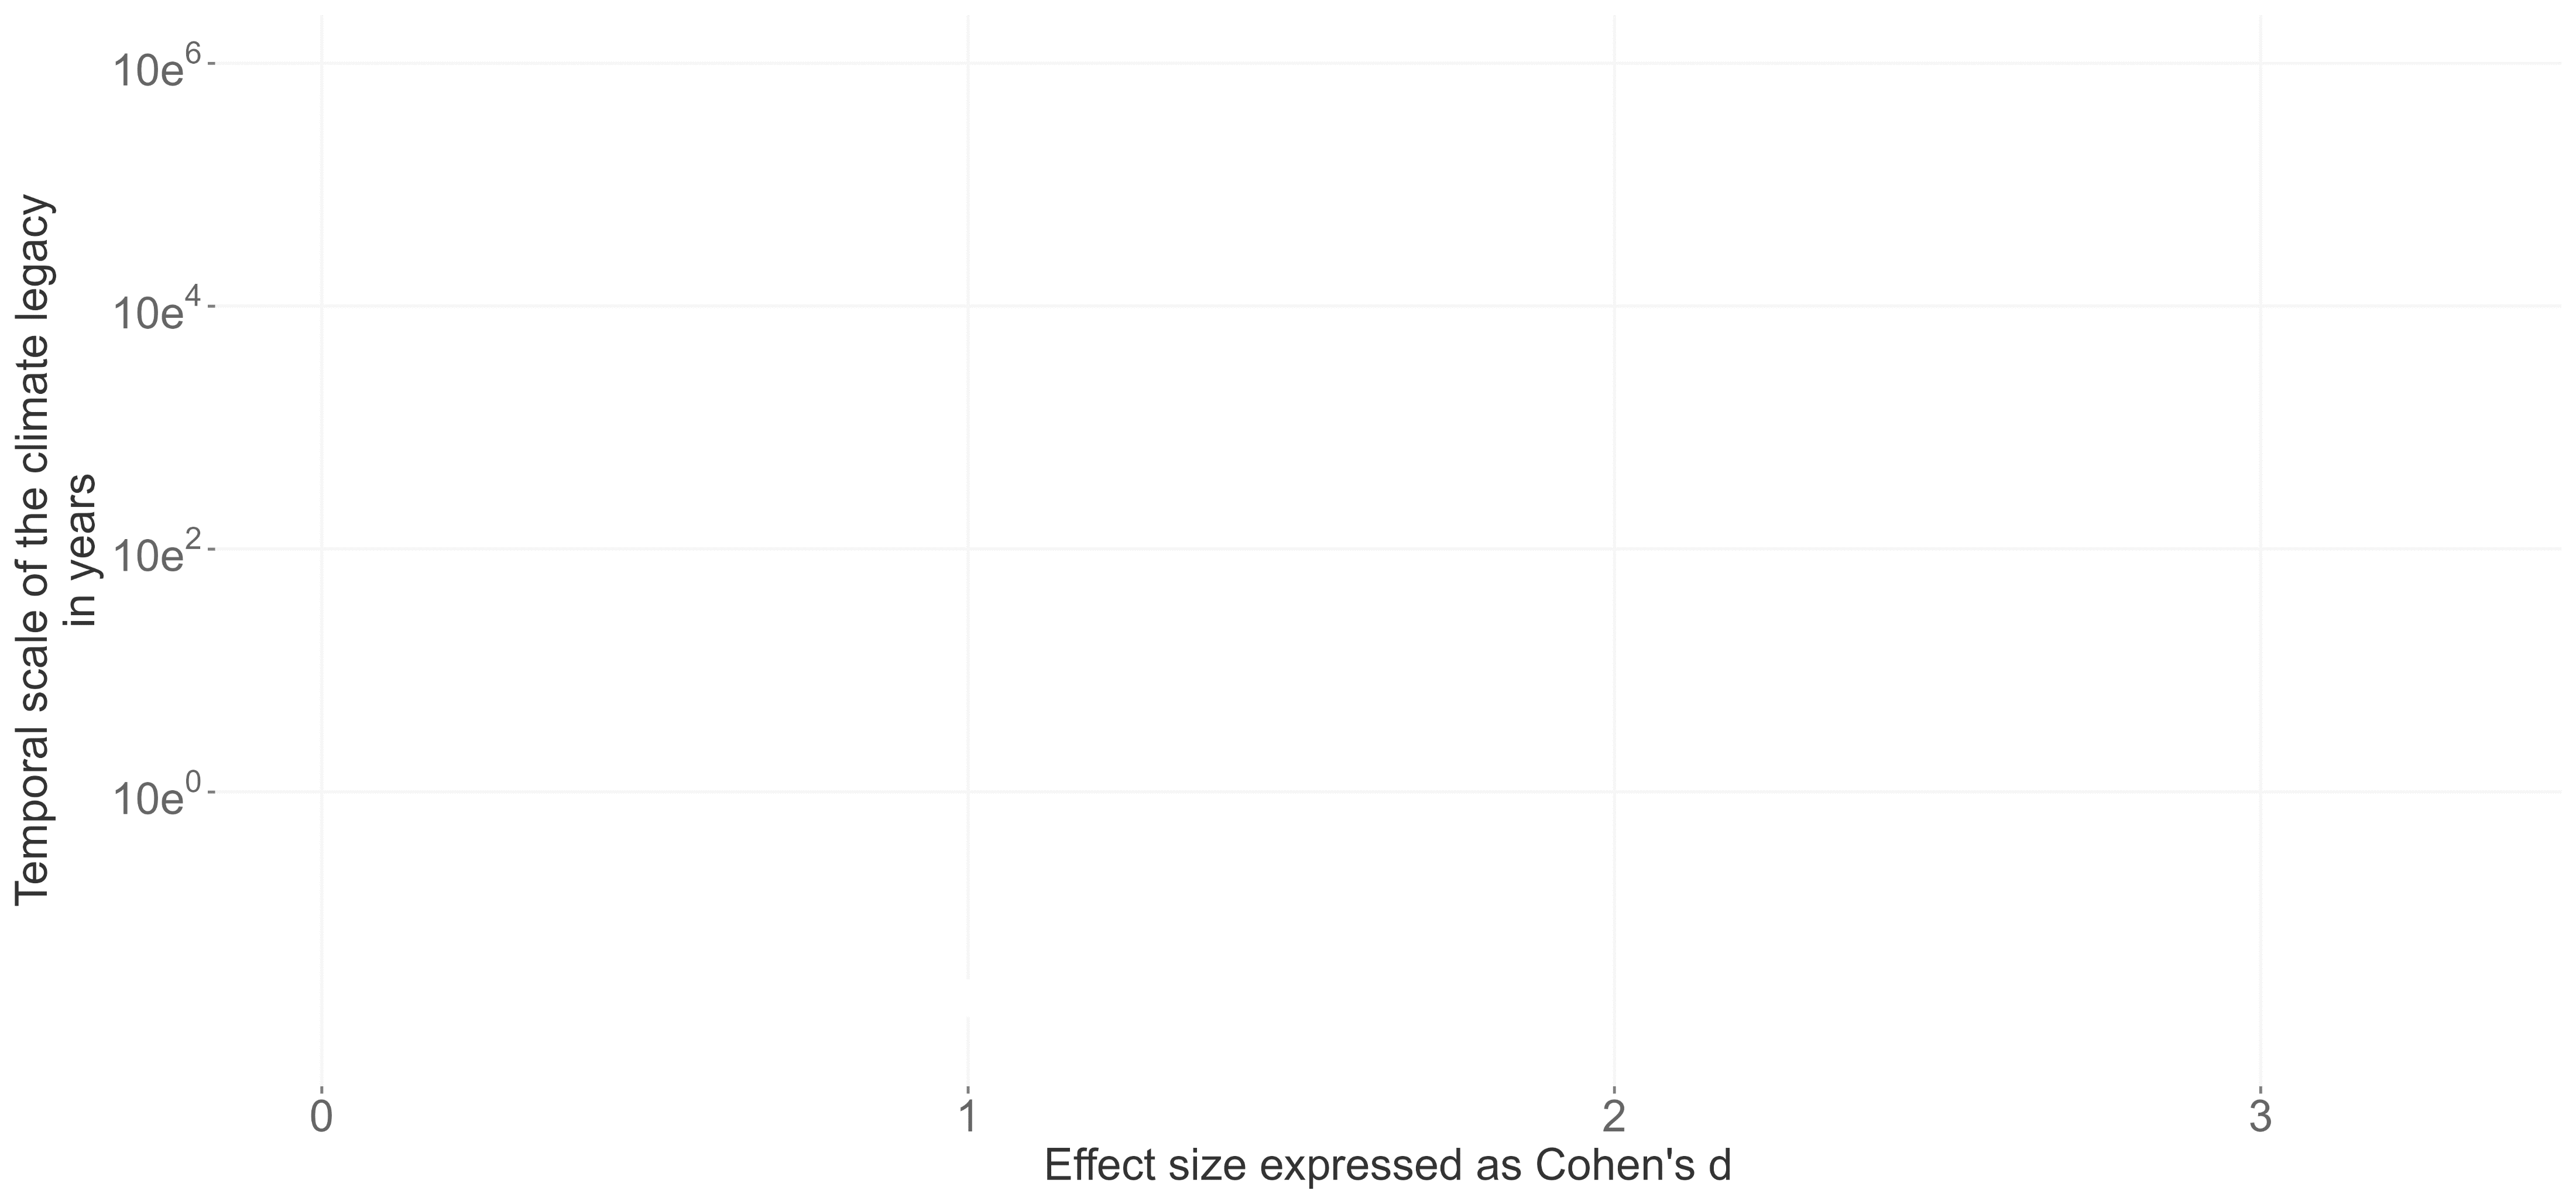 Temporal scale of the climate legacy
in years
10e⁶
10e⁴
10e²
10e⁰
0 1 2 3
Effect size expressed as Cohen's d